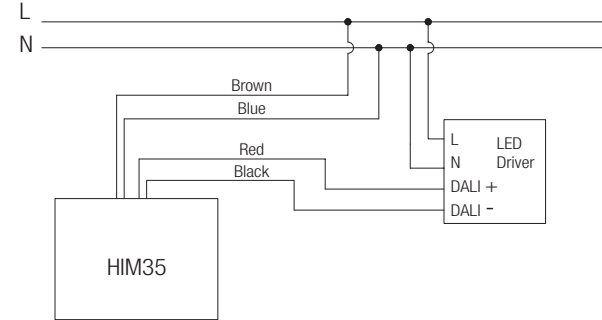 L
N
Brown
Blue
Red
Black
L
LED
N
Driver
DALI +
DALI -
HIM35